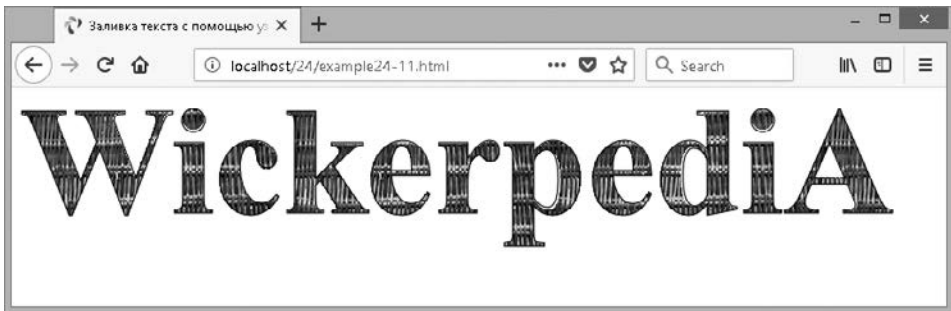 Заливка текста с помощью
localhost/24/example24-11.html
Search
WickerpediA